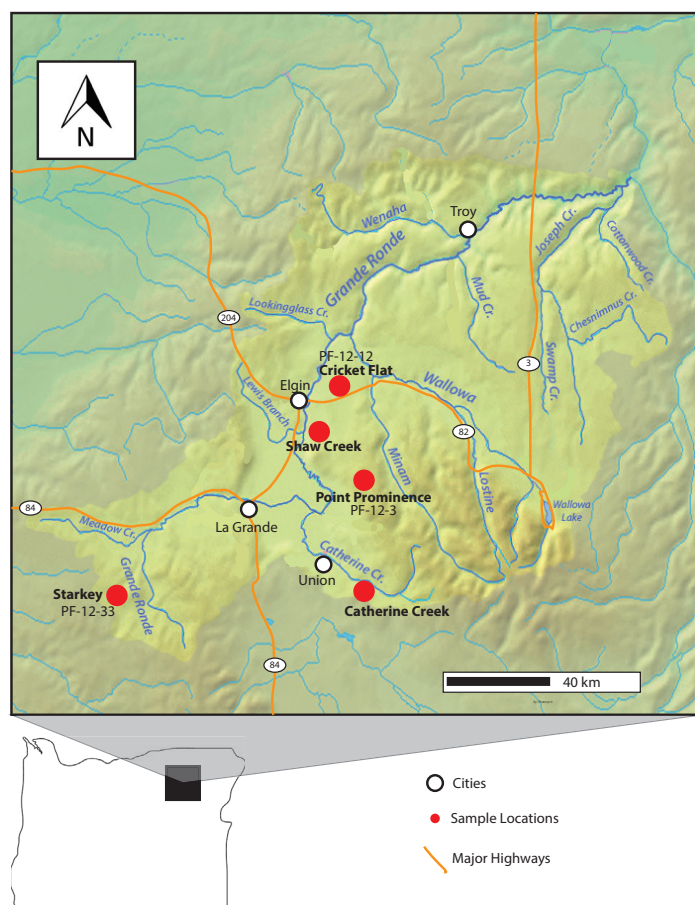 N
Troy
Wenaha
Grande Ronde
Joseph Cr.
Cottonwood Cr.
Mud Cr.
Lookingglass Cr.
Chesnimnus Cr.
204
PF-12-12
Cricket Flat
Swamp Cr.
3
Elgin
Lewis Branch
Wallowa
Shaw Creek
82
Minam
Lostine
Point Prominence
PF-12-3
84
Meadow Cr.
La Grande
Wallowa
Lake
Catherine Cr.
Union
Grande Ronde
Starkey
PF-12-33
Catherine Creek
84
40 km
Cities
Sample Locations
Major Highways